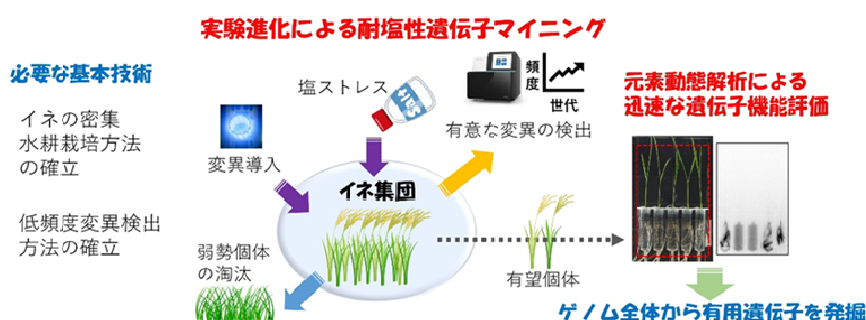 実験進化による耐塩性遺伝子マイニング
必要な基本技術
イネの密集
水耕栽培方法
の確立
低頻度変異検出
方法の確立
変異導入
塩ストレス
頻度
世代
有意な変異の検出
イネ集団
弱勢個体
の淘汰
有望個体
元素動態解析による
迅速な遺伝子機能評価
ゲノム全体から有用遺伝子を発掘